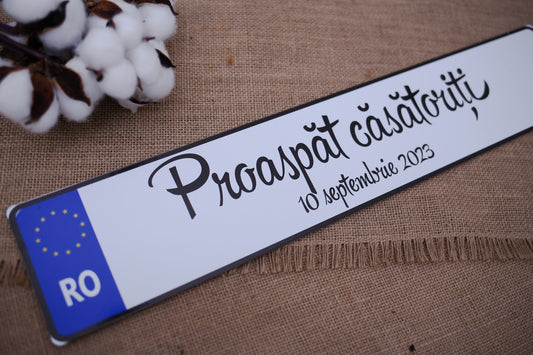 Proaspăt căsătoriți
10 septembrie 2023
RO